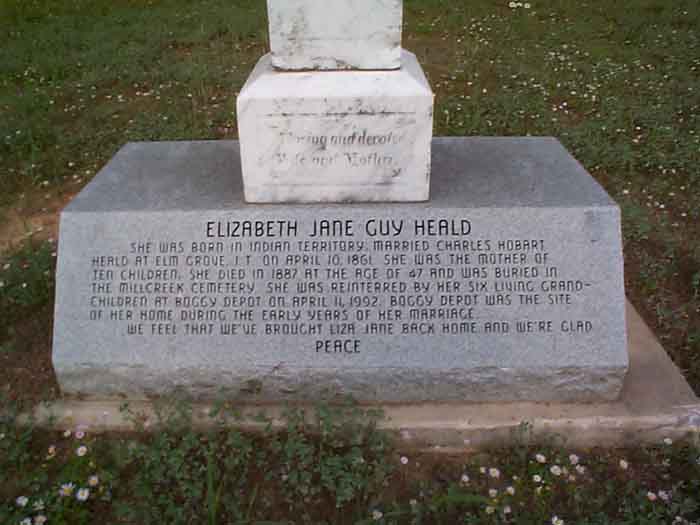 Loving and devoted
Wife and Mother.
ELIZABETH JANE GUY HEALD
SHE WAS BORN IN INDIAN TERRITORY, MARRIED CHARLES HOBART
HEALD AT ELM GROVE, I.T. ON APRIL 10, 1861. SHE WAS THE MOTHER OF
TEN CHILDREN. SHE DIED IN 1887 AT THE AGE OF 47 AND WAS BURIED IN
THE MILLCREEK CEMETERY. SHE WAS REINTERRED BY HER SIX LIVING GRAND-
CHILDREN AT BOGGY DEPOT ON APRIL 11, 1992. BOGGY DEPOT WAS THE SITE
OF HER HOME DURING THE EARLY YEARS OF HER MARRIAGE.
WE FEEL THAT WE'VE BROUGHT LIZA JANE BACK HOME AND WE'RE GLAD
PEACE